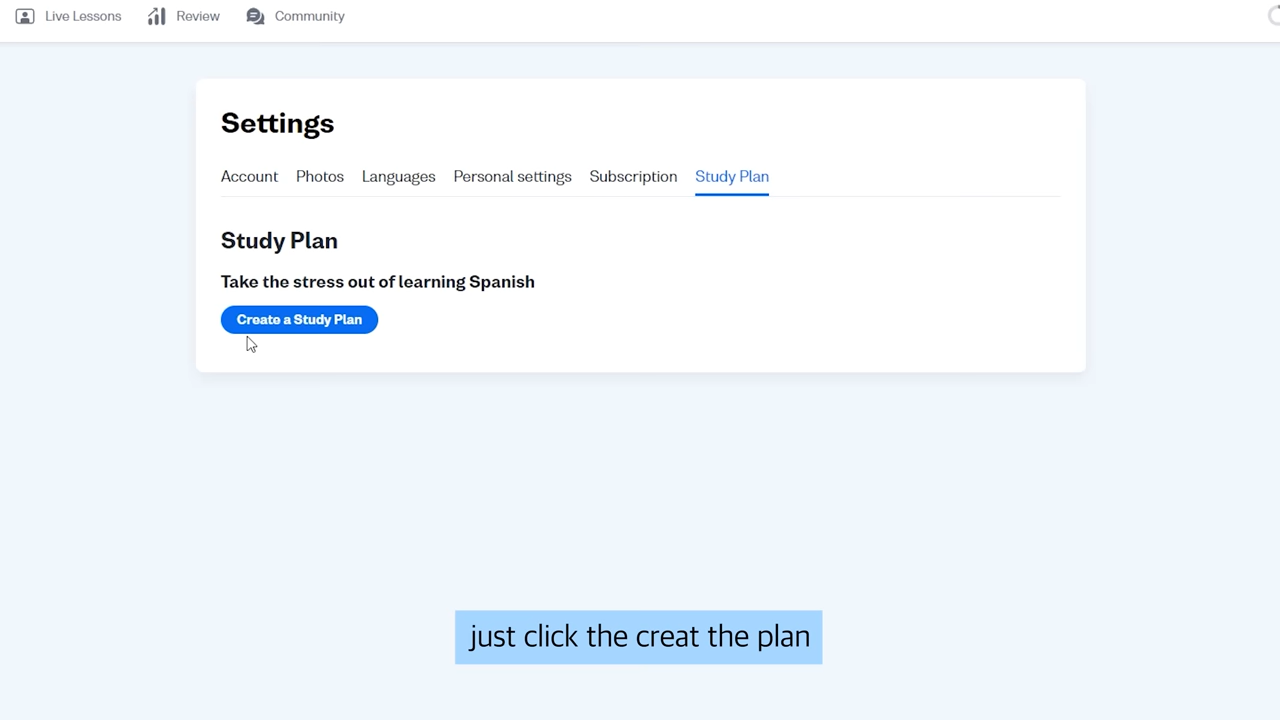 Live Lessons Review Community
Settings
Account Photos Languages Personal settings Subscription Study Plan
Study Plan
Take the stress out of learning Spanish
Create a Study Plan
just click the creat the plan